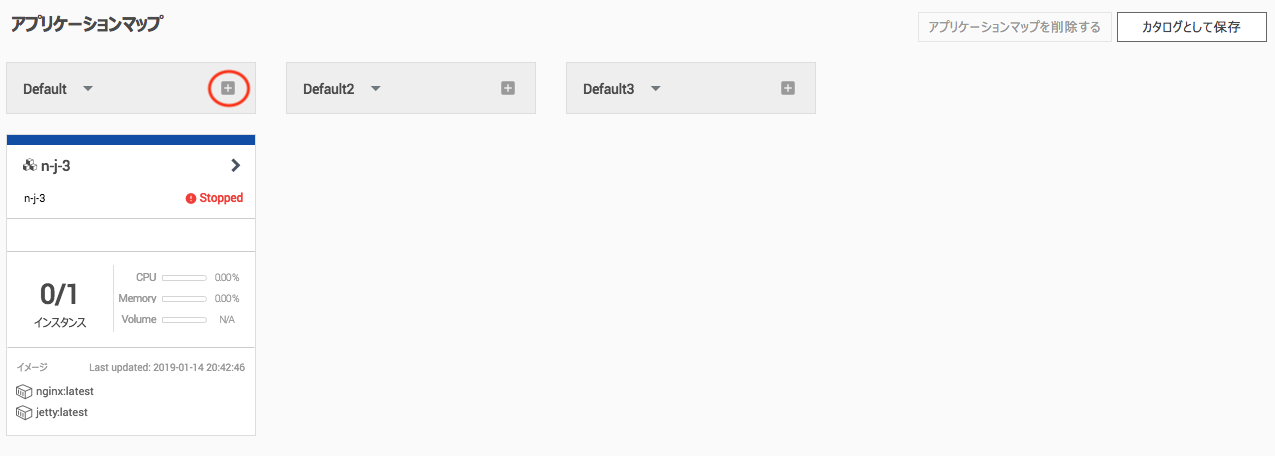 アプリケーションマップ
アプリケーションマップを削除する カタログとして保存
Default Default2 Default3
n-j-3
n-j-3 Stopped
0/1
インスタンス
CPU 0.00%
Memory 0.00%
Volume N/A
イメージ Last updated: 2019-01-14 20:42:46
nginx:latest
jetty:latest